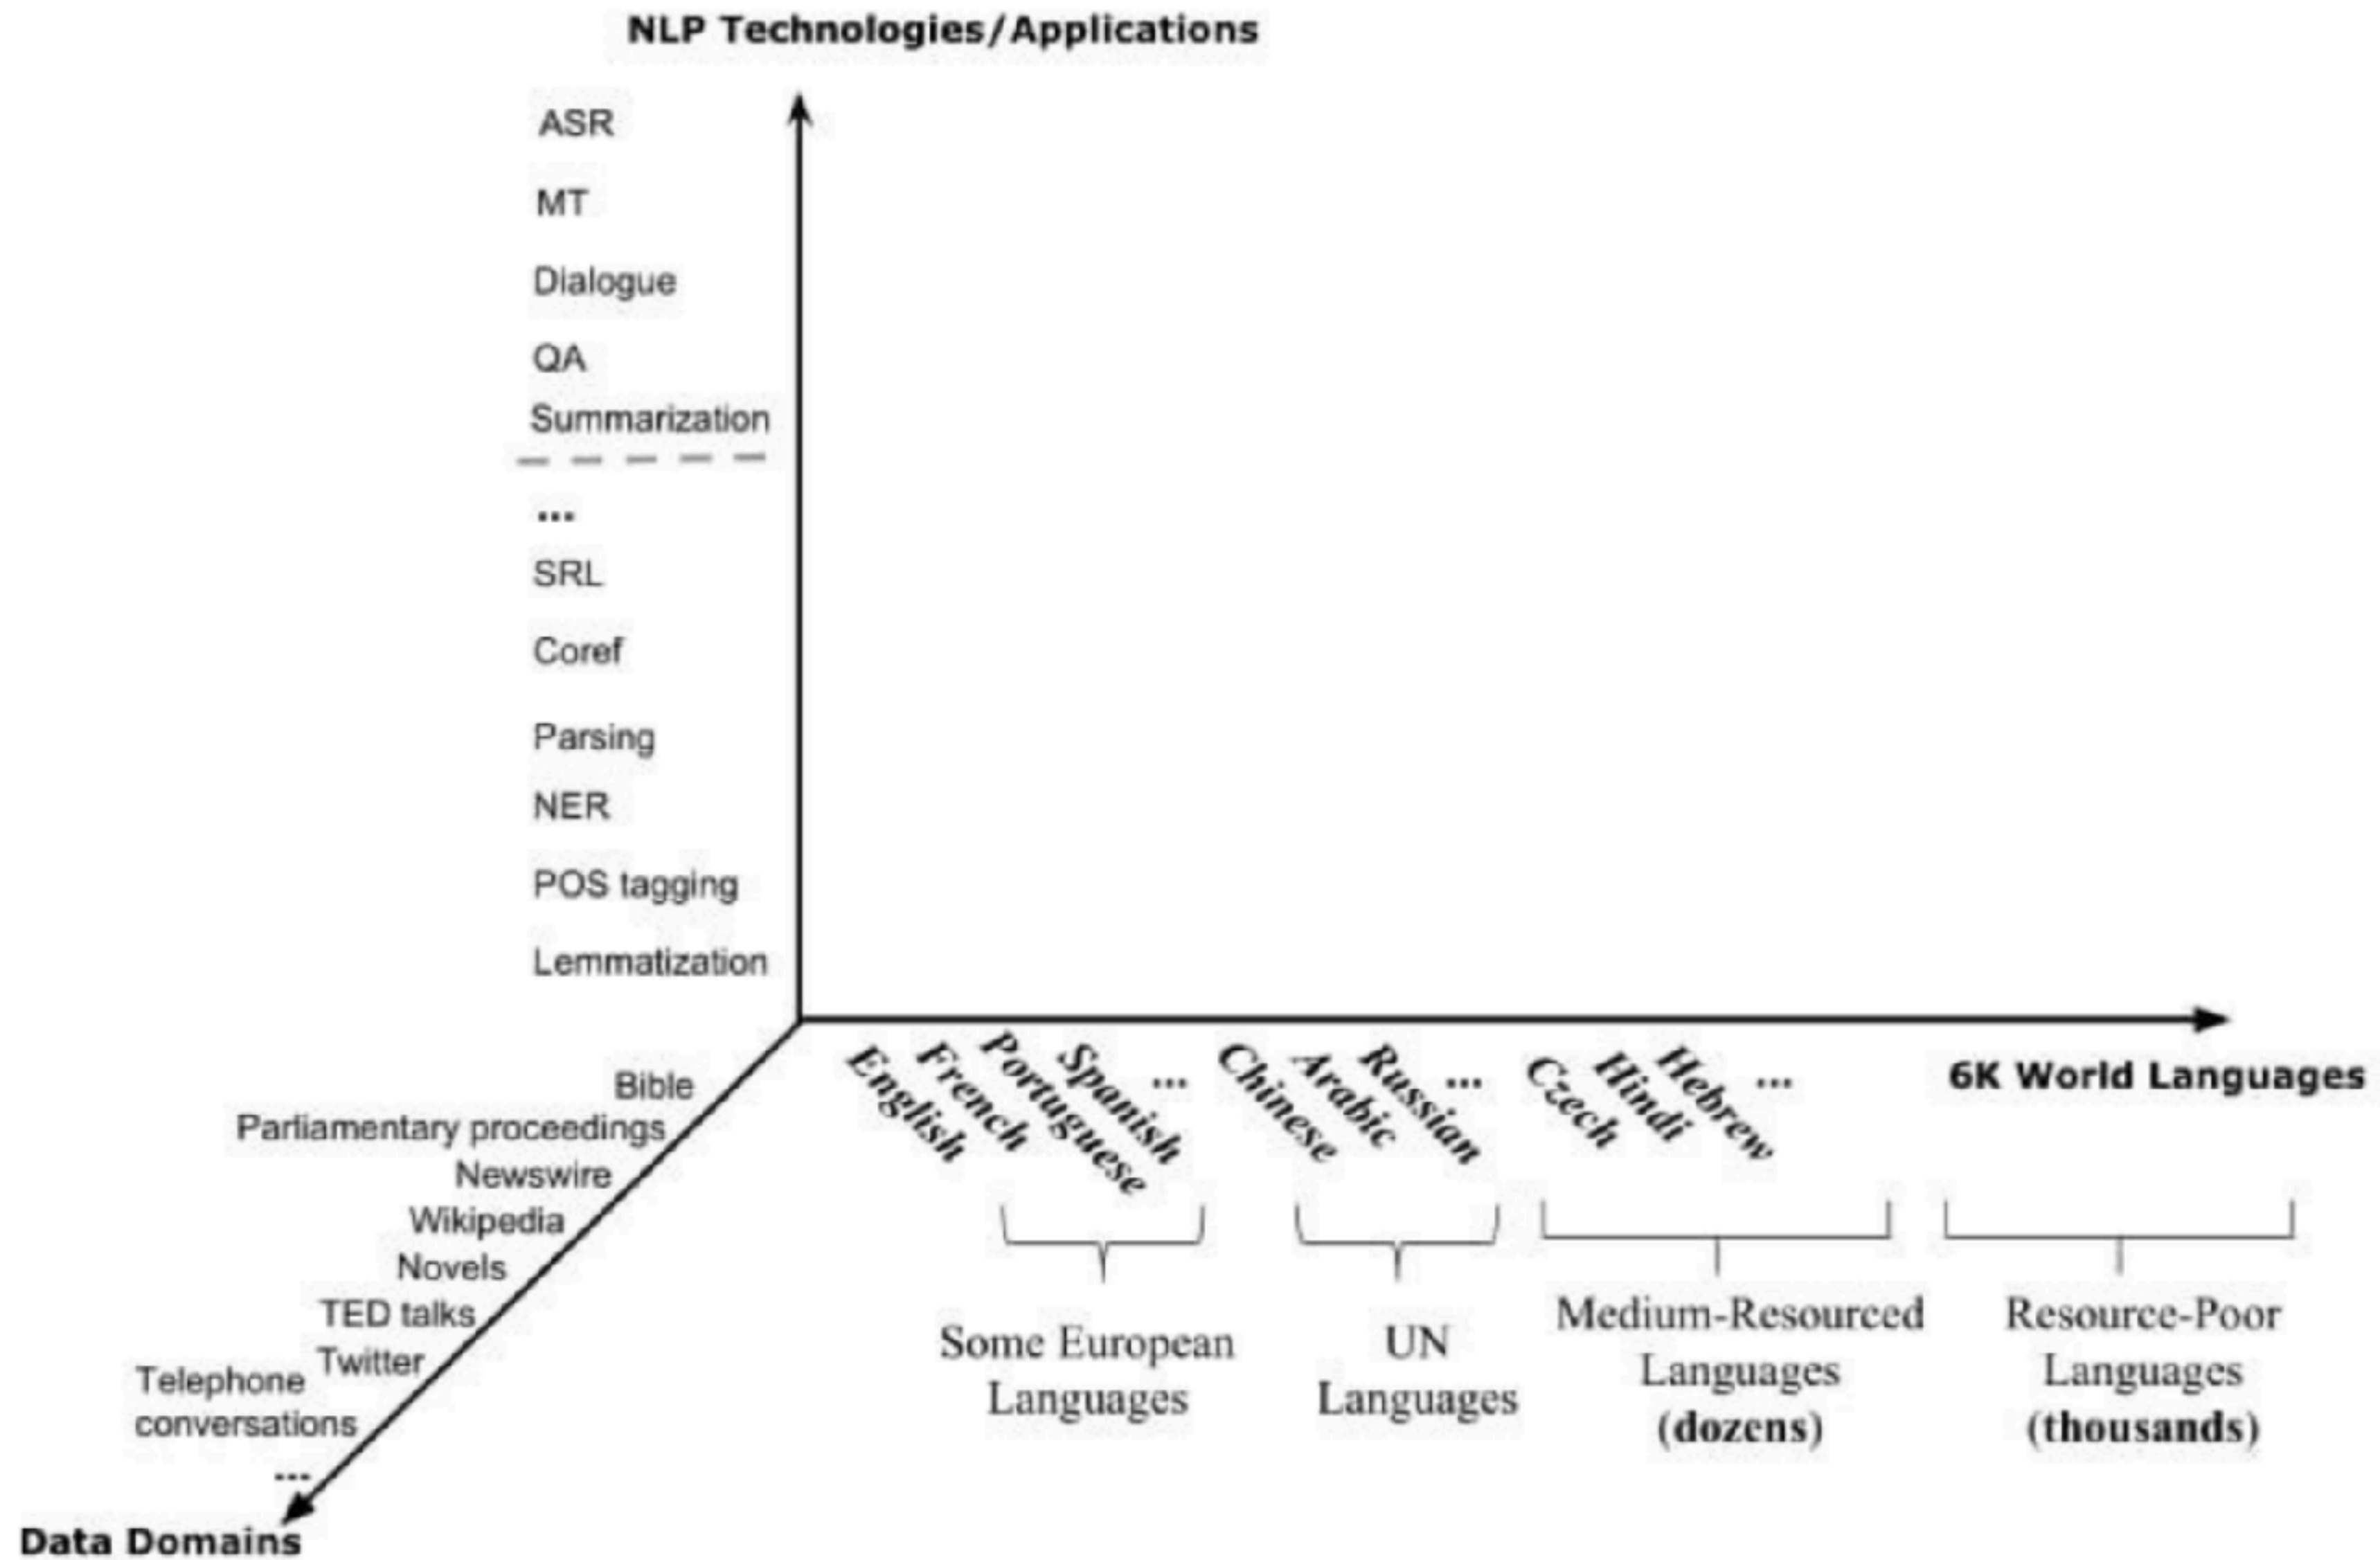 NLP Technologies/Applications
ASR
MT
Dialogue
QA
Summarization
...
SRL
Coref
Parsing
NER
POS tagging
Lemmatization
Bible
Parliamentary proceedings
Newswire
Wikipedia
Novels
TED talks
Twitter
Telephone
conversations
...
Data Domains
English
French
Portuguese
Spanish
...
Chinese
Arabic
Russian
...
Czech
Hindi
Hebrew
...
6K World Languages
Some European
Languages
UN
Languages
Medium-Resourced
Languages
(dozens)
Resource-Poor
Languages
(thousands)